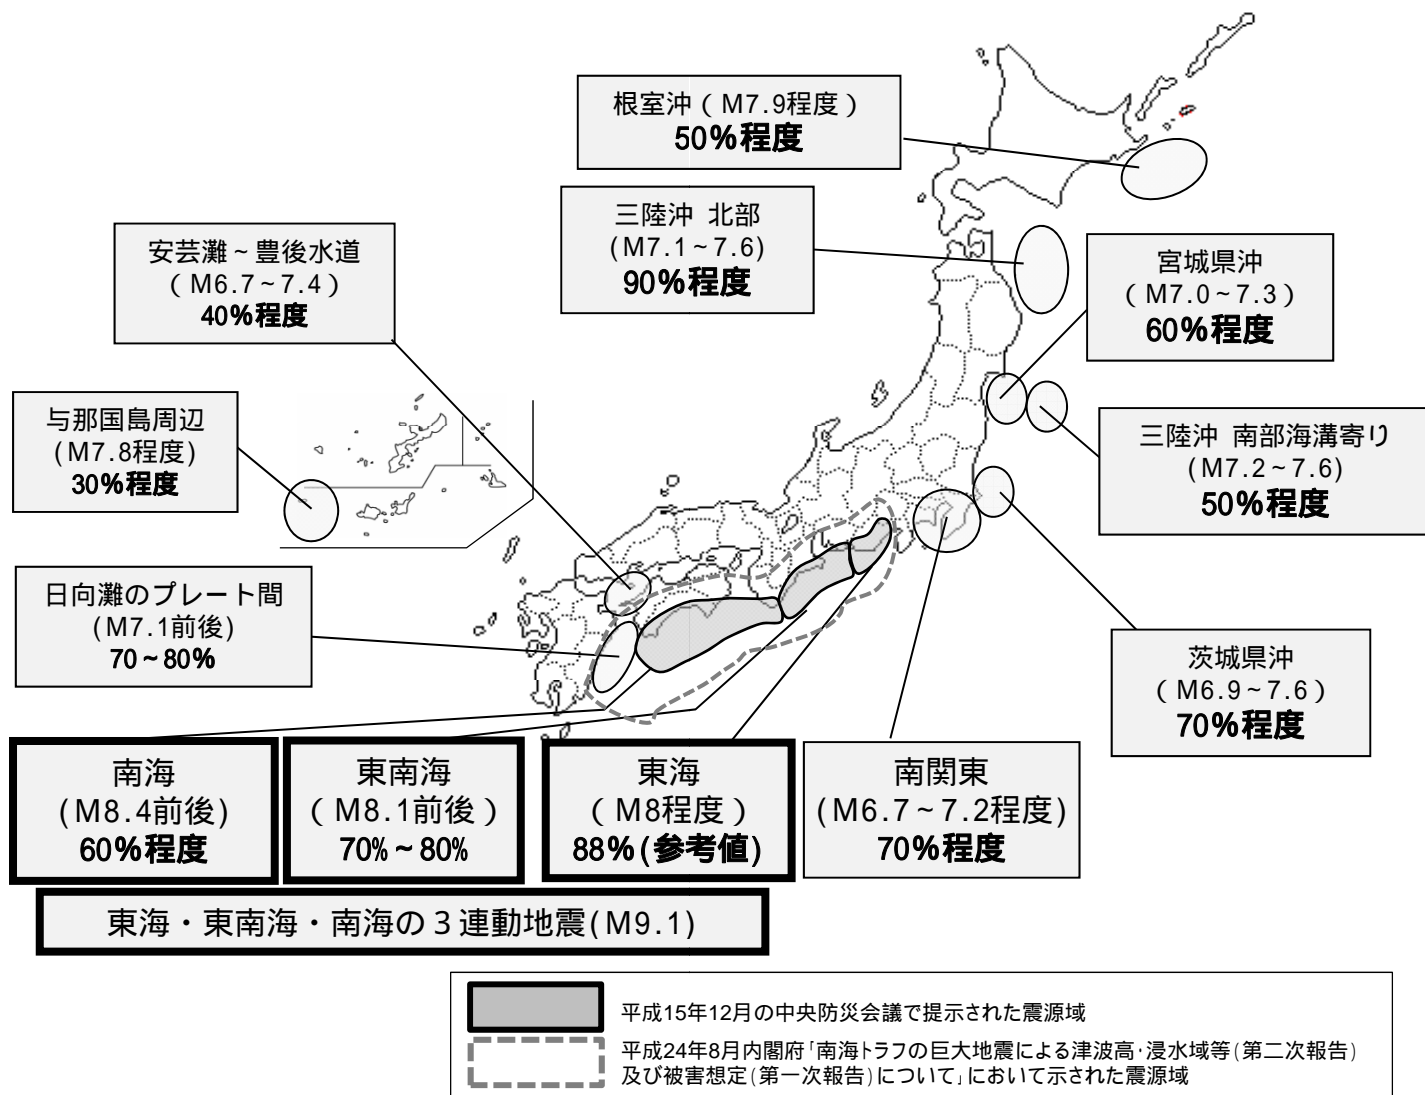 根室沖（M7.9程度）
50%程度
三陸沖 北部
(M7.1～7.6)
90%程度
安芸灘～豊後水道
（M6.7～7.4）
40%程度
宮城県沖
（M7.0～7.3）
60%程度
与那国島周辺
(M7.8程度)
30%程度
三陸沖 南部海溝寄り
(M7.2～7.6)
50%程度
日向灘のプレート間
(M7.1前後)
70～80%
茨城県沖
（M6.9～7.6）
70%程度
南海
(M8.4前後)
60%程度
東南海
（M8.1前後）
70%～80%
東海
（M8程度）
88%(参考値)
南関東
(M6.7～7.2程度)
70%程度
東海・東南海・南海の３連動地震(M9.1)
平成15年12月の中央防災会議で提示された震源域
平成24年8月内閣府「南海トラフの巨大地震による津波高・浸水域等(第二次報告)
及び被害想定(第一次報告)について」において示された震源域